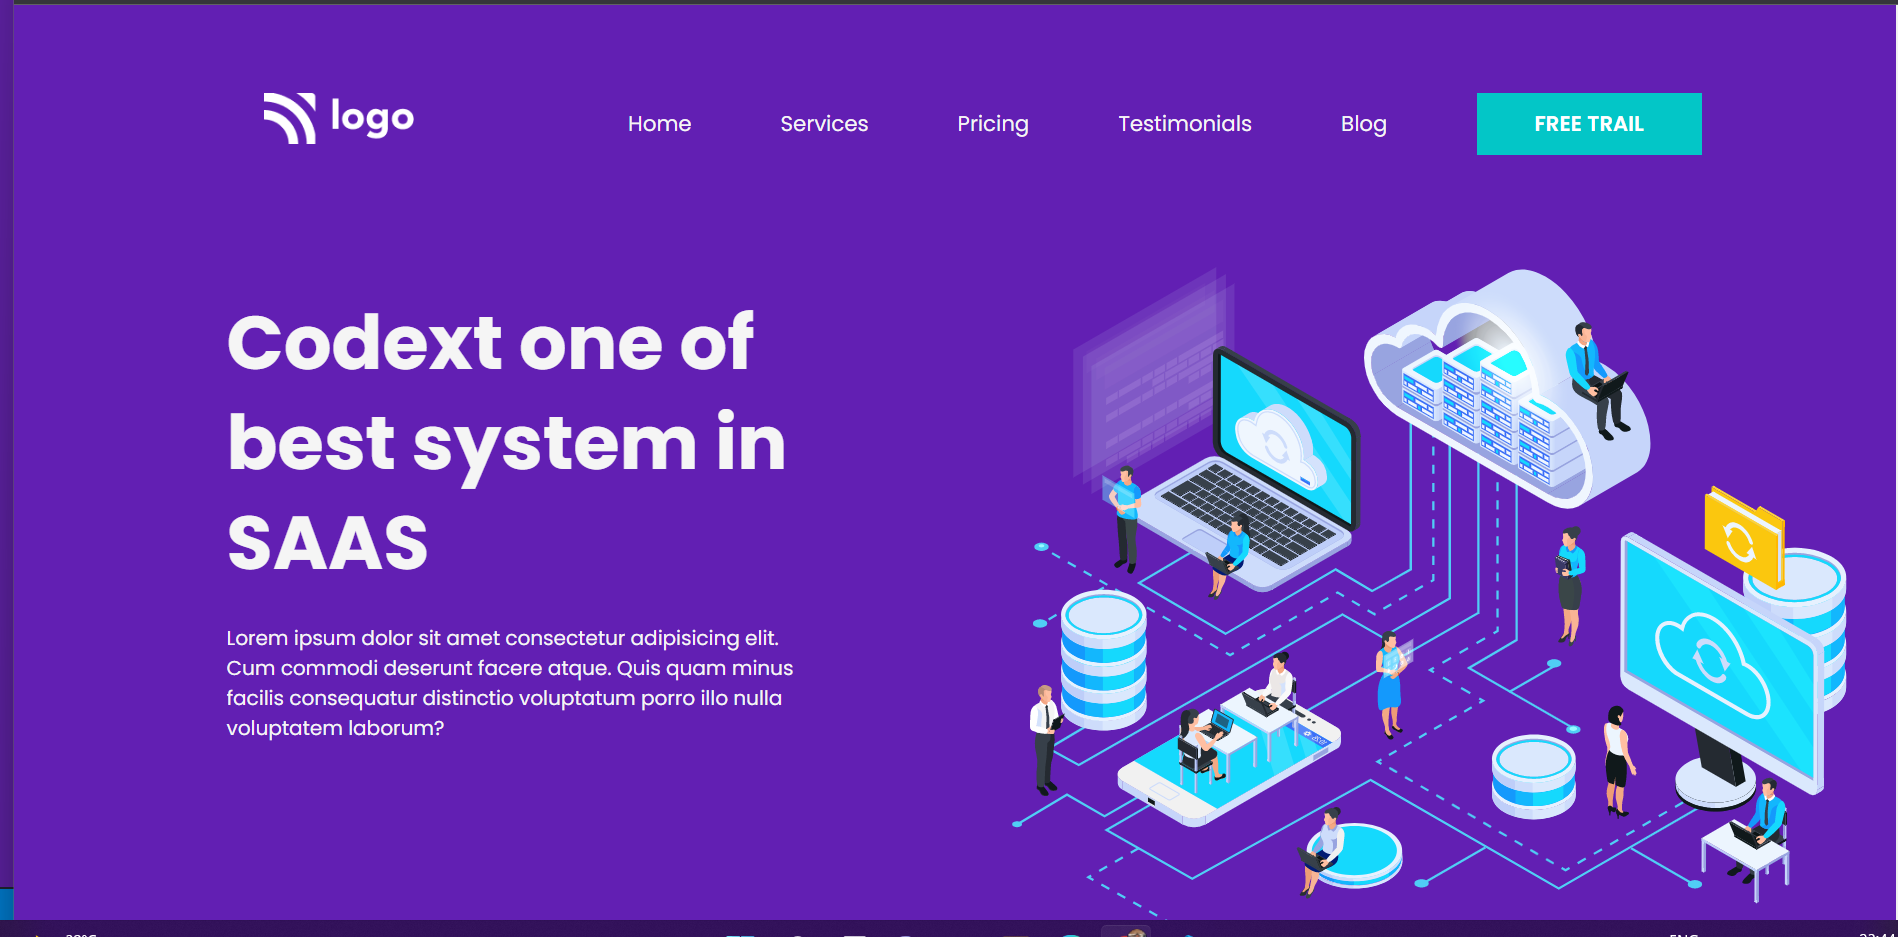 logo
Home Services Pricing Testimonials Blog FREE TRAIL
Codext one of
best system in
SAAS
Lorem ipsum dolor sit amet consectetur adipisicing elit.
Cum commodi deserunt facere atque. Quis quam minus
facilis consequatur distinctio voluptatum porro illo nulla
voluptatem laborum?